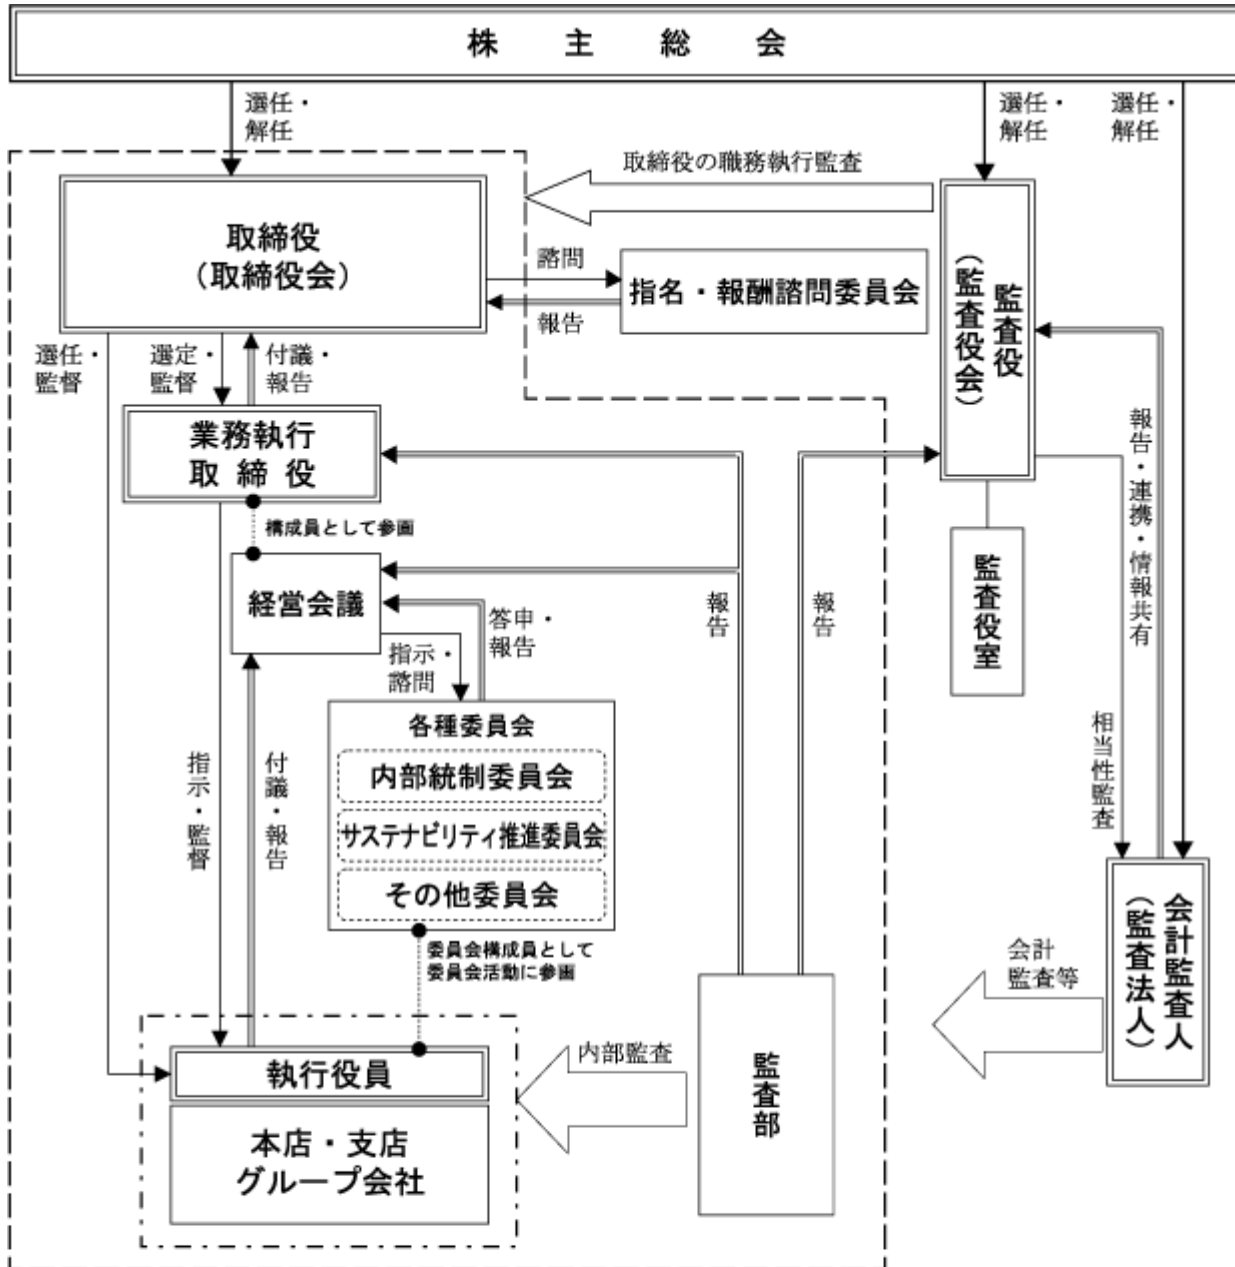 株主総会
選任・
解任
選任・
解任
選任・
解任
取締役の職務執行監査
取締役
（取締役会）
諮問
報告
指名・報酬諮問委員会
監査役
（監査役会）
選任・
監督
選定・
監督
付議・
報告
業務執行
取締役
構成員として参画
経営会議
答申・
報告
指示・
諮問
報告
報告
監査役室
報告・連携・情報共有
相当性監査
各種委員会
内部統制委員会
サステナビリティ推進委員会
その他委員会
指示・監督
付議・報告
委員会構成員として
委員会活動に参画
会計
監査等
会計監査人
（監査法人）
内部監査
監査部
執行役員
本店・支店
グループ会社